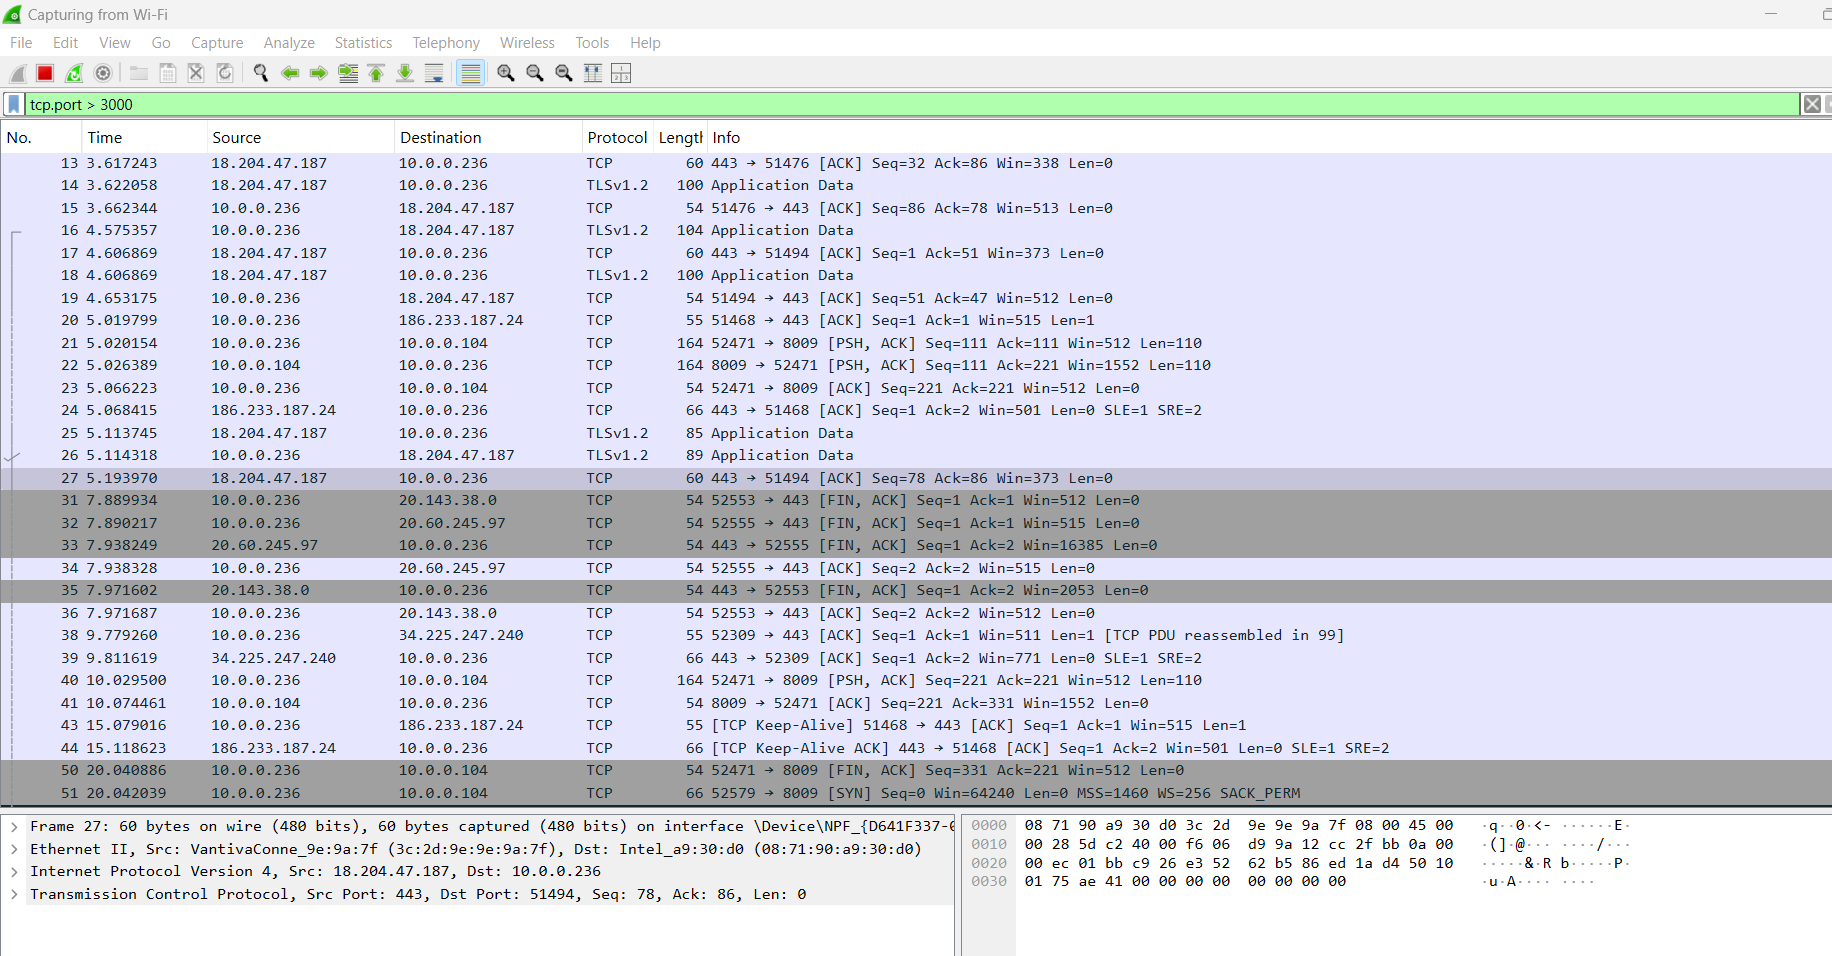 Capturing from Wi-Fi
File Edit View Go Capture Analyze Statistics Telephony Wireless Tools Help
tcp.port > 3000
No. Time Source Destination Protocol Length Info
13 3.617243 18.204.47.187 10.0.0.236 TCP 60 443 → 51476 [ACK] Seq=32 Ack=86 Win=338 Len=0
14 3.622058 18.204.47.187 10.0.0.236 TLSv1.2 100 Application Data
15 3.662344 10.0.0.236 18.204.47.187 TCP 54 51476 → 443 [ACK] Seq=86 Ack=78 Win=513 Len=0
16 4.575357 10.0.0.236 18.204.47.187 TLSv1.2 104 Application Data
17 4.606869 18.204.47.187 10.0.0.236 TCP 60 443 → 51494 [ACK] Seq=1 Ack=51 Win=373 Len=0
18 4.606869 18.204.47.187 10.0.0.236 TLSv1.2 100 Application Data
19 4.653175 10.0.0.236 18.204.47.187 TCP 54 51494 → 443 [ACK] Seq=51 Ack=47 Win=512 Len=0
20 5.019799 10.0.0.236 186.233.187.24 TCP 55 51468 → 443 [ACK] Seq=1 Ack=1 Win=515 Len=1
21 5.020154 10.0.0.236 10.0.0.104 TCP 164 52471 → 8009 [PSH, ACK] Seq=111 Ack=111 Win=512 Len=110
22 5.026389 10.0.0.104 10.0.0.236 TCP 164 8009 → 52471 [PSH, ACK] Seq=111 Ack=221 Win=1552 Len=110
23 5.066223 10.0.0.236 10.0.0.104 TCP 54 52471 → 8009 [ACK] Seq=221 Ack=221 Win=512 Len=0
24 5.068415 186.233.187.24 10.0.0.236 TCP 66 443 → 51468 [ACK] Seq=1 Ack=2 Win=501 Len=0 SLE=1 SRE=2
25 5.113745 18.204.47.187 10.0.0.236 TLSv1.2 85 Application Data
26 5.114318 10.0.0.236 18.204.47.187 TLSv1.2 89 Application Data
27 5.193970 18.204.47.187 10.0.0.236 TCP 60 443 → 51494 [ACK] Seq=78 Ack=86 Win=373 Len=0
31 7.889934 10.0.0.236 20.143.38.0 TCP 54 52553 → 443 [FIN, ACK] Seq=1 Ack=1 Win=512 Len=0
32 7.890217 10.0.0.236 20.60.245.97 TCP 54 52555 → 443 [FIN, ACK] Seq=1 Ack=1 Win=515 Len=0
33 7.938249 20.60.245.97 10.0.0.236 TCP 54 443 → 52555 [FIN, ACK] Seq=1 Ack=2 Win=16385 Len=0
34 7.938328 10.0.0.236 20.60.245.97 TCP 54 52555 → 443 [ACK] Seq=2 Ack=2 Win=515 Len=0
35 7.971602 20.143.38.0 10.0.0.236 TCP 54 443 → 52553 [FIN, ACK] Seq=1 Ack=2 Win=2053 Len=0
36 7.971687 10.0.0.236 20.143.38.0 TCP 54 52553 → 443 [ACK] Seq=2 Ack=2 Win=512 Len=0
38 9.779260 10.0.0.236 34.225.247.240 TCP 55 52309 → 443 [ACK] Seq=1 Ack=1 Win=511 Len=1 [TCP PDU reassembled in 99]
39 9.811619 34.225.247.240 10.0.0.236 TCP 66 443 → 52309 [ACK] Seq=1 Ack=2 Win=771 Len=0 SLE=1 SRE=2
40 10.029500 10.0.0.236 10.0.0.104 TCP 164 52471 → 8009 [PSH, ACK] Seq=221 Ack=221 Win=512 Len=110
41 10.074461 10.0.0.104 10.0.0.236 TCP 54 8009 → 52471 [ACK] Seq=221 Ack=331 Win=1552 Len=0
43 15.079016 10.0.0.236 186.233.187.24 TCP 55 [TCP Keep-Alive] 51468 → 443 [ACK] Seq=1 Ack=1 Win=515 Len=1
44 15.118623 186.233.187.24 10.0.0.236 TCP 66 [TCP Keep-Alive ACK] 443 → 51468 [ACK] Seq=1 Ack=2 Win=501 Len=0 SLE=1 SRE=2
50 20.040886 10.0.0.236 10.0.0.104 TCP 54 52471 → 8009 [FIN, ACK] Seq=331 Ack=221 Win=512 Len=0
51 20.042039 10.0.0.236 10.0.0.104 TCP 66 52579 → 8009 [SYN] Seq=0 Win=64240 Len=0 MSS=1460 WS=256 SACK_PERM
Frame 27: 60 bytes on wire (480 bits), 60 bytes captured (480 bits) on interface \Device\NPF_{D641F337-0
Ethernet II, Src: VantivaConne_9e:9a:7f (3c:2d:9e:9e:9a:7f), Dst: Intel_a9:30:d0 (08:71:90:a9:30:d0)
Internet Protocol Version 4, Src: 18.204.47.187, Dst: 10.0.0.236
Transmission Control Protocol, Src Port: 443, Dst Port: 51494, Seq: 78, Ack: 86, Len: 0
0000 08 71 90 a9 30 d0 3c 2d 9e 9e 9a 7f 08 00 45 00 ·q··0·<- ······E·
0010 00 28 5d c2 40 00 f6 06 d9 9a 12 cc 2f bb 0a 00 ·(]·@··· ····/···
0020 00 ec 01 bb c9 26 e3 52 62 b5 86 ed 1a d4 50 10 ·····&·R b·····P·
0030 01 75 ae 41 00 00 00 00 00 00 00 00 ·u·A···· ····